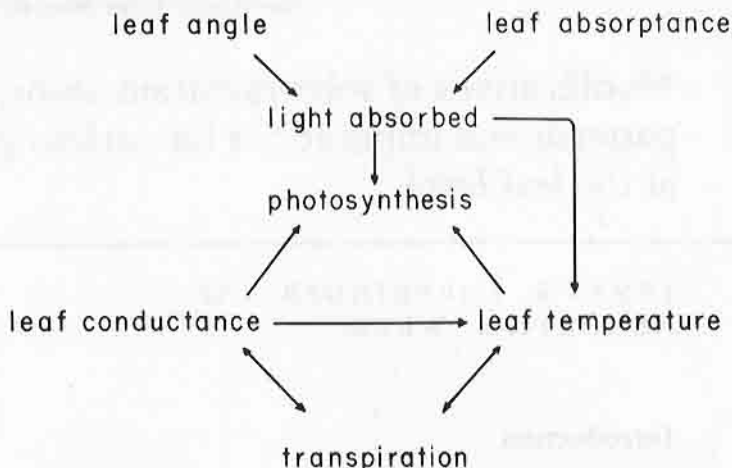 leaf angle leaf absorptance
light absorbed
photosynthesis
leaf conductance leaf temperature
transpiration